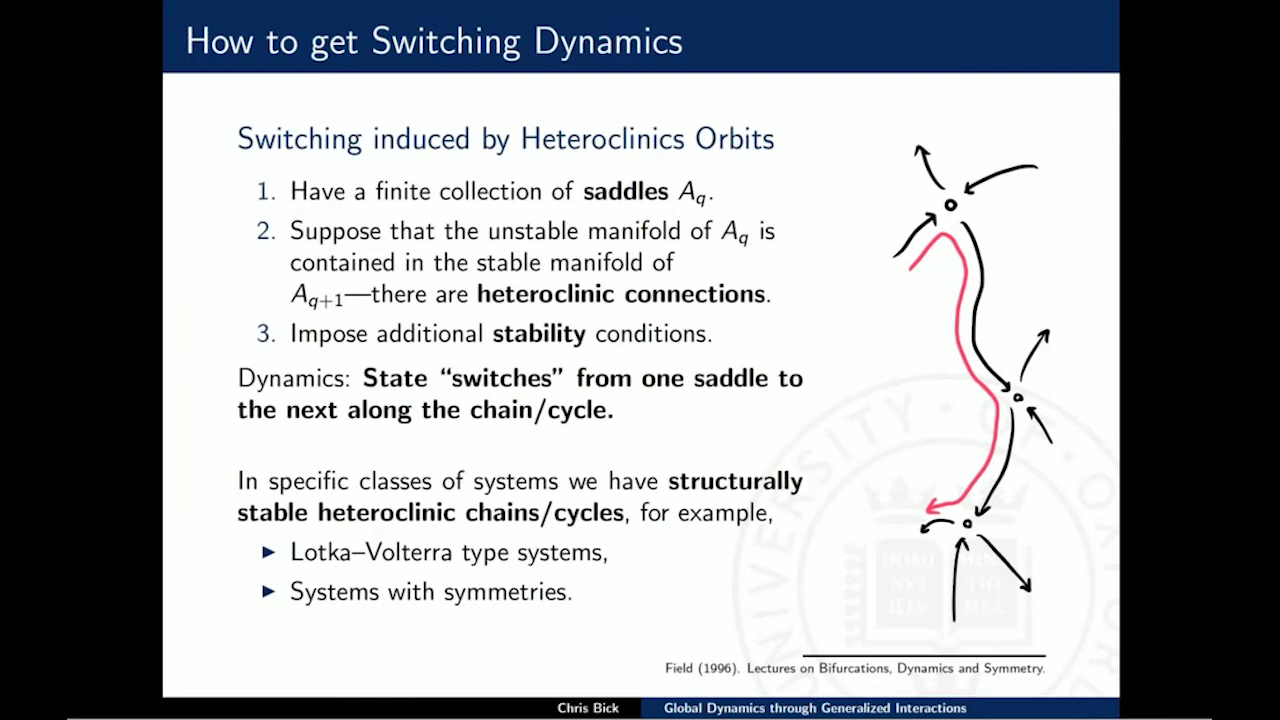 How to get Switching Dynamics
Switching induced by Heteroclinics Orbits
1. Have a finite collection of saddles A_q.
2. Suppose that the unstable manifold of A_q is
contained in the stable manifold of
A_{q+1}—there are heteroclinic connections.
3. Impose additional stability conditions.
Dynamics: State “switches” from one saddle to
the next along the chain/cycle.
In specific classes of systems we have structurally
stable heteroclinic chains/cycles, for example,
▶ Lotka–Volterra type systems,
▶ Systems with symmetries.
Field (1996). Lectures on Bifurcations, Dynamics and Symmetry.
Chris Bick
Global Dynamics through Generalized Interactions